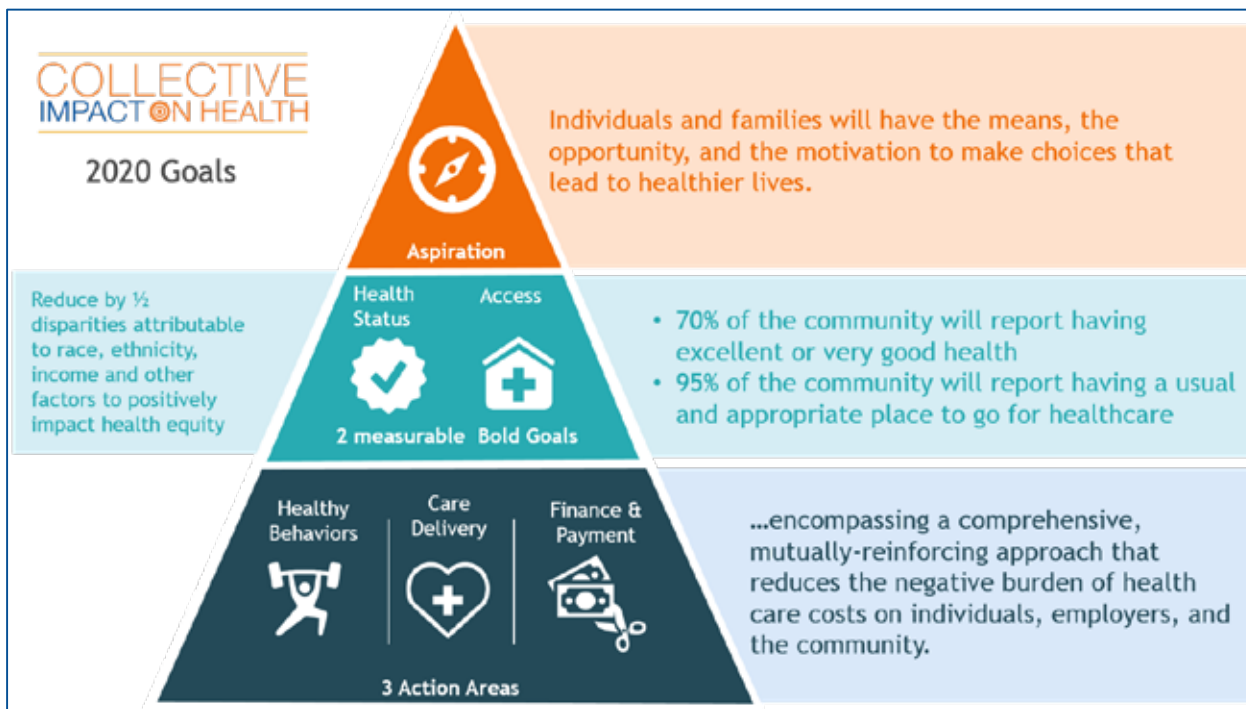 COLLECTIVE
IMPACT ON HEALTH
2020 Goals
Individuals and families will have the means, the
opportunity, and the motivation to make choices that
lead to healthier lives.
Aspiration
Reduce by ½
disparities attributable
to race, ethnicity,
income and other
factors to positively
impact health equity
Health
Status
Access
2 measurable Bold Goals
• 70% of the community will report having
excellent or very good health
• 95% of the community will report having a usual
and appropriate place to go for healthcare
Healthy
Behaviors
Care
Delivery
Finance &
Payment
3 Action Areas
...encompassing a comprehensive,
mutually-reinforcing approach that
reduces the negative burden of health
care costs on individuals, employers, and
the community.